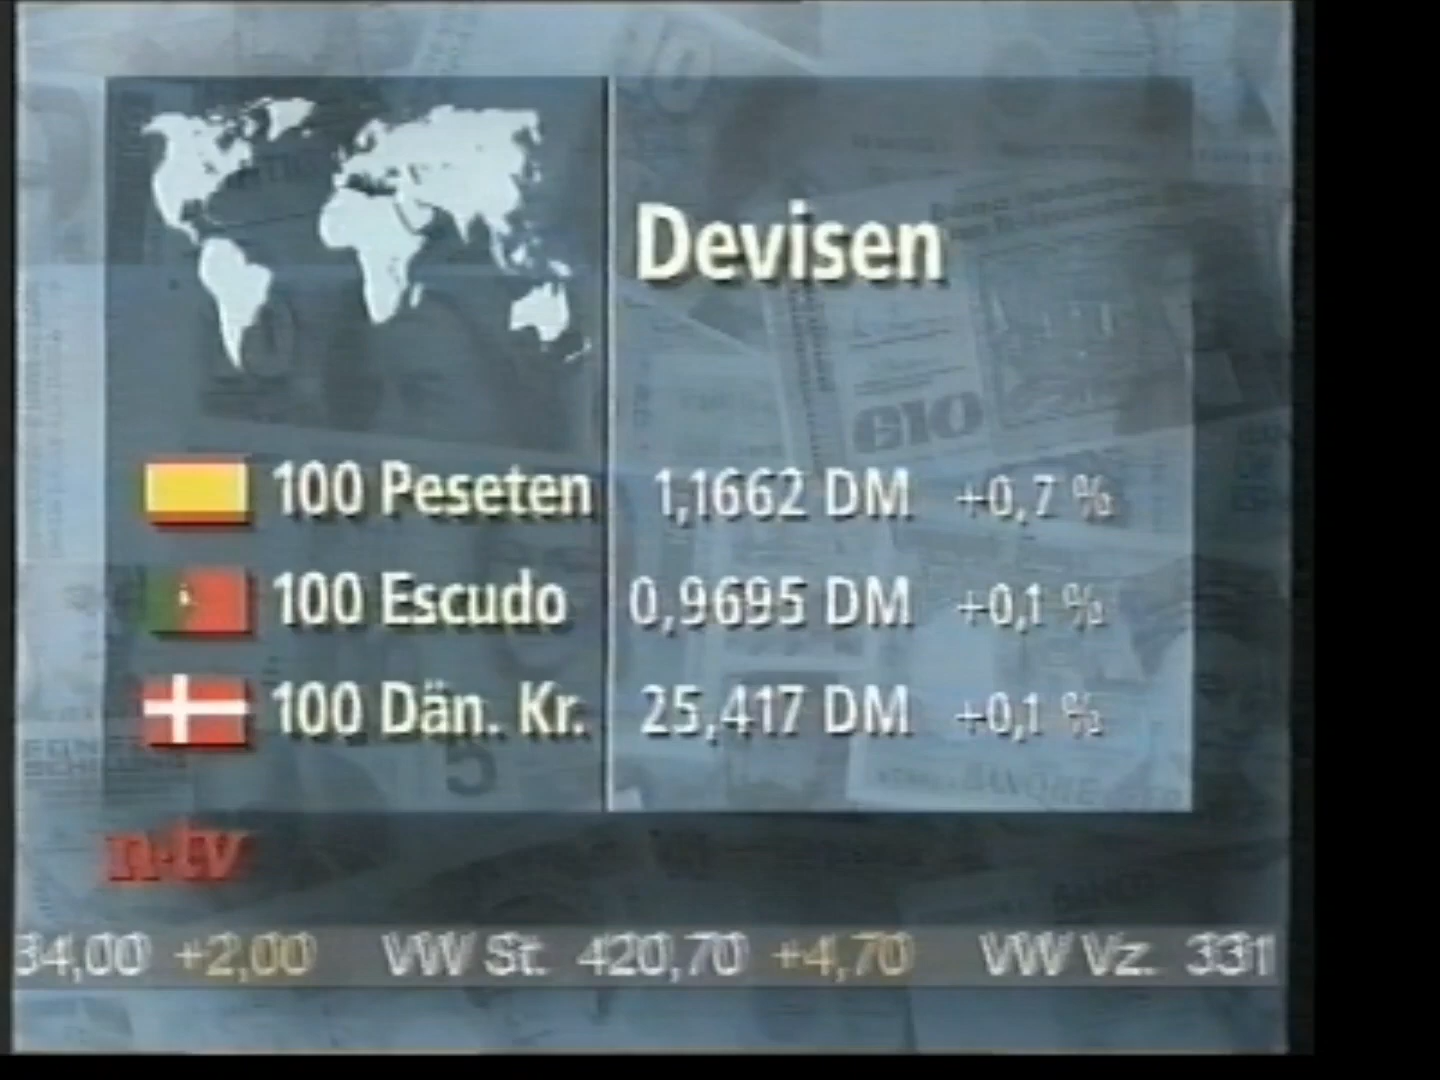 Devisen
100 Peseten 1,1662 DM +0,7 %
100 Escudo 0,9695 DM +0,1 %
100 Dän. Kr. 25,417 DM +0,1 %
n-tv
34,00 +2,00 VW St. 420,70 +4,70 VW Vz. 331